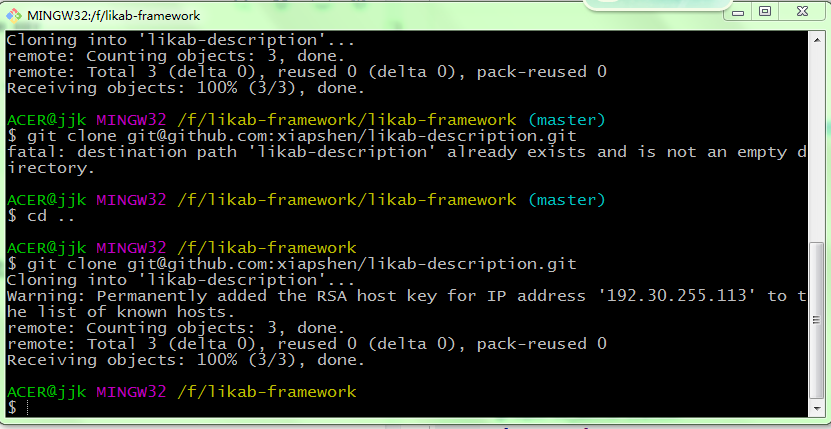 MINGW32:/f/likab-framework
Cloning into 'likab-description'...
remote: Counting objects: 3, done.
remote: Total 3 (delta 0), reused 0 (delta 0), pack-reused 0
Receiving objects: 100% (3/3), done.
ACER@jjk MINGW32 /f/likab-framework/likab-framework (master)
$ git clone git@github.com:xiapshen/likab-description.git
fatal: destination path 'likab-description' already exists and is not an empty d
irectory.
ACER@jjk MINGW32 /f/likab-framework/likab-framework (master)
$ cd ..
ACER@jjk MINGW32 /f/likab-framework
$ git clone git@github.com:xiapshen/likab-description.git
Cloning into 'likab-description'...
Warning: Permanently added the RSA host key for IP address '192.30.255.113' to t
he list of known hosts.
remote: Counting objects: 3, done.
remote: Total 3 (delta 0), reused 0 (delta 0), pack-reused 0
Receiving objects: 100% (3/3), done.
ACER@jjk MINGW32 /f/likab-framework
$